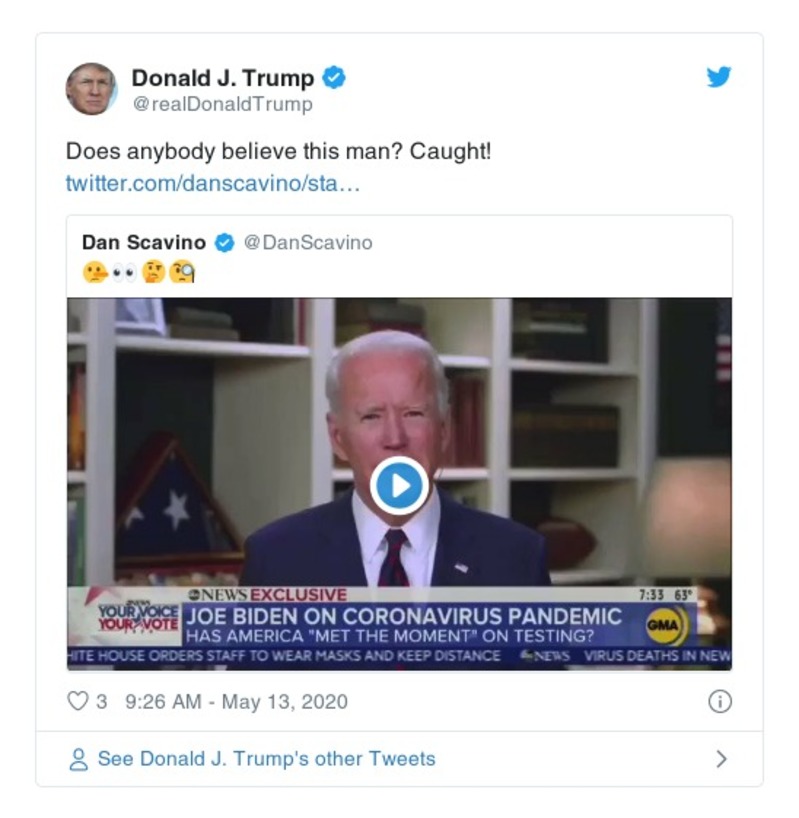 Donald J. Trump
@realDonaldTrump
Does anybody believe this man? Caught!
twitter.com/danscavino/sta…
Dan Scavino @DanScavino
🤥👀🤔🧐
abc NEWS EXCLUSIVE 7:33 63°
YOUR VOICE
YOUR VOTE
JOE BIDEN ON CORONAVIRUS PANDEMIC
HAS AMERICA "MET THE MOMENT" ON TESTING?
GMA
ITE HOUSE ORDERS STAFF TO WEAR MASKS AND KEEP DISTANCE abc NEWS VIRUS DEATHS IN NEW
3 9:26 AM - May 13, 2020
See Donald J. Trump's other Tweets